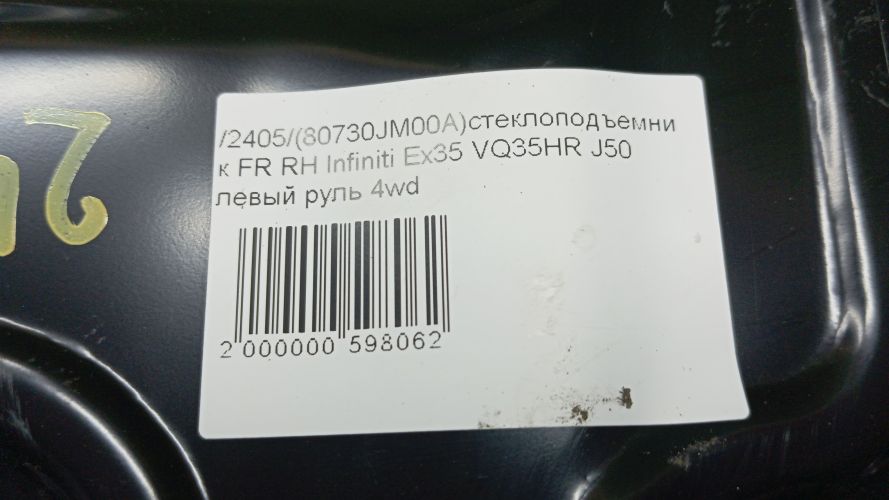 /2405/(80730JM00A)стеклоподъемни
к FR RH Infiniti Ex35 VQ35HR J50
левый руль 4wd
2 000000 598062